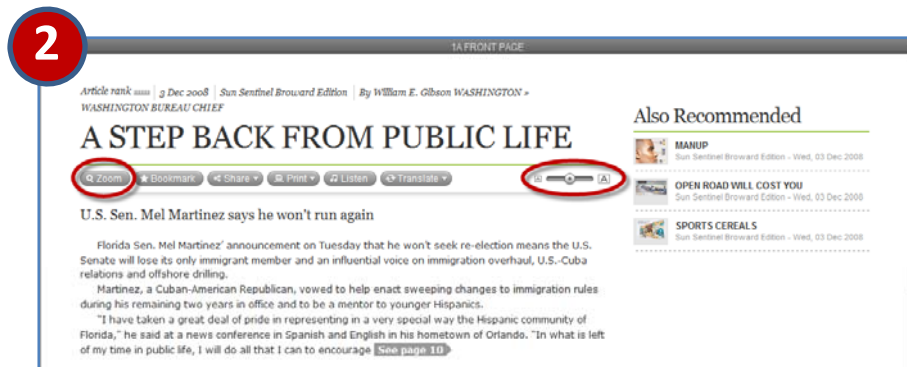 2
1A FRONT PAGE
Article rank 3 Dec 2008 Sun Sentinel Broward Edition By William E. Gibson WASHINGTON »
WASHINGTON BUREAU CHIEF
A STEP BACK FROM PUBLIC LIFE
Zoom Bookmark Share Print Listen Translate A A
U.S. Sen. Mel Martinez says he won't run again
Florida Sen. Mel Martinez' announcement on Tuesday that he won't seek re-election means the U.S.
Senate will lose its only immigrant member and an influential voice on immigration overhaul, U.S.-Cuba
relations and offshore drilling.
Martinez, a Cuban-American Republican, vowed to help enact sweeping changes to immigration rules
during his remaining two years in office and to be a mentor to younger Hispanics.
"I have taken a great deal of pride in representing in a very special way the Hispanic community of
Florida," he said at a news conference in Spanish and English in his hometown of Orlando. "In what is left
of my time in public life, I will do all that I can to encourage See page 10
Also Recommended
MANUP
Sun Sentinel Broward Edition - Wed, 03 Dec 2008
OPEN ROAD WILL COST YOU
Sun Sentinel Broward Edition - Wed, 03 Dec 2008
SPORTS CEREALS
Sun Sentinel Broward Edition - Wed, 03 Dec 2008